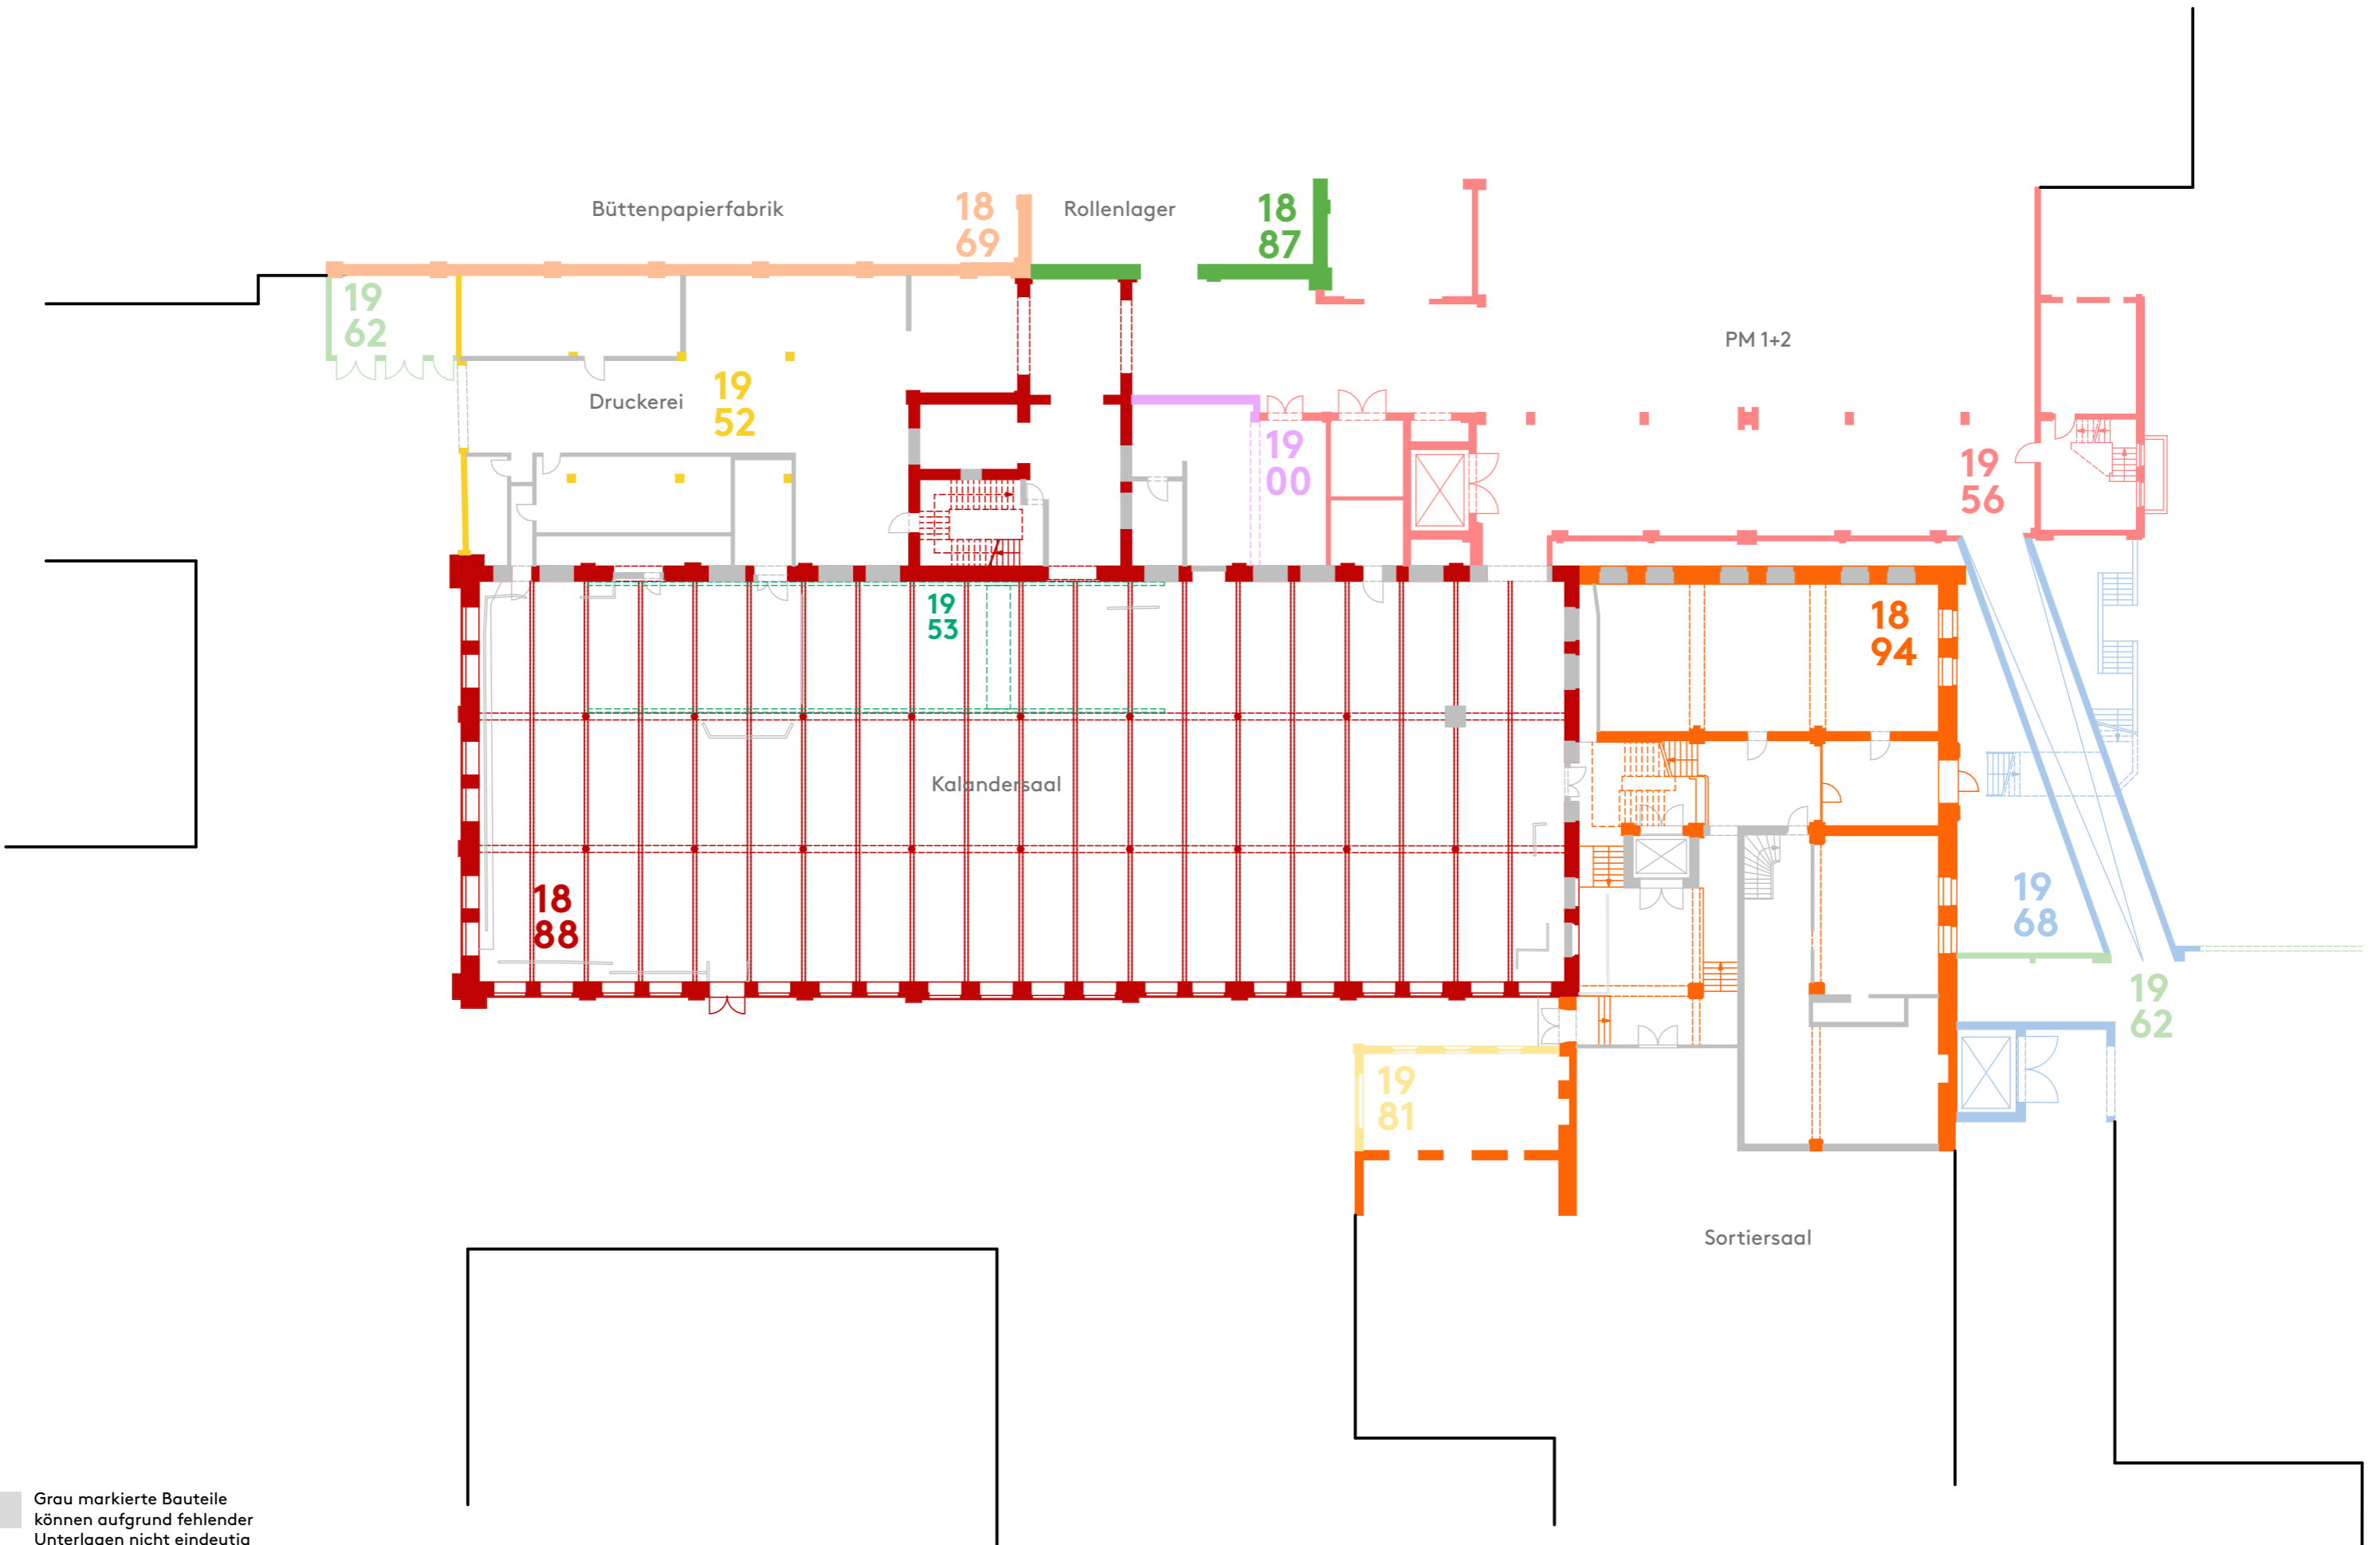 Büttenpapierfabrik
18
69
Rollenlager
18
87
19
62
PM 1+2
Druckerei
19
52
19
00
19
56
19
53
18
94
Kalandersaal
18
88
19
68
19
62
19
81
Sortiersaal
Grau markierte Bauteile
können aufgrund fehlender
Unterlagen nicht eindeutig